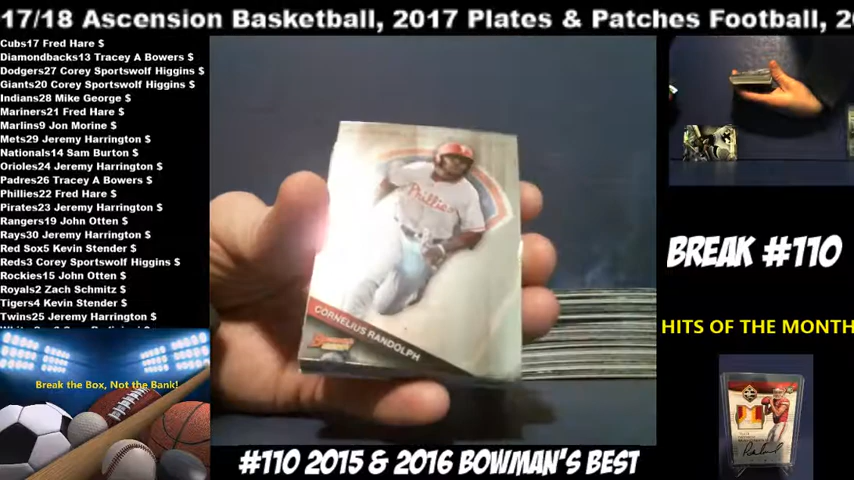 17/18 Ascension Basketball, 2017 Plates & Patches Football, 2
Cubs17 Fred Hare $
Diamondbacks13 Tracey A Bowers $
Dodgers27 Corey Sportswolf Higgins $
Giants20 Corey Sportswolf Higgins $
Indians28 Mike George $
Mariners21 Fred Hare $
Marlins9 Jon Morine $
Mets29 Jeremy Harrington $
Nationals14 Sam Burton $
Orioles24 Jeremy Harrington $
Padres26 Tracey A Bowers $
Phillies22 Fred Hare $
Pirates23 Jeremy Harrington $
Rangers19 John Otten $
Rays30 Jeremy Harrington $
Red Sox5 Kevin Stender $
Reds3 Corey Sportswolf Higgins $
Rockies15 John Otten $
Royals2 Zach Schmitz $
Tigers4 Kevin Stender $
Twins25 Jeremy Harrington $
Break the Box, Not the Bank!
Phillies
CORNELIUS RANDOLPH
BREAK #110
HITS OF THE MONTH
#110 2015 & 2016 BOWMAN'S BEST